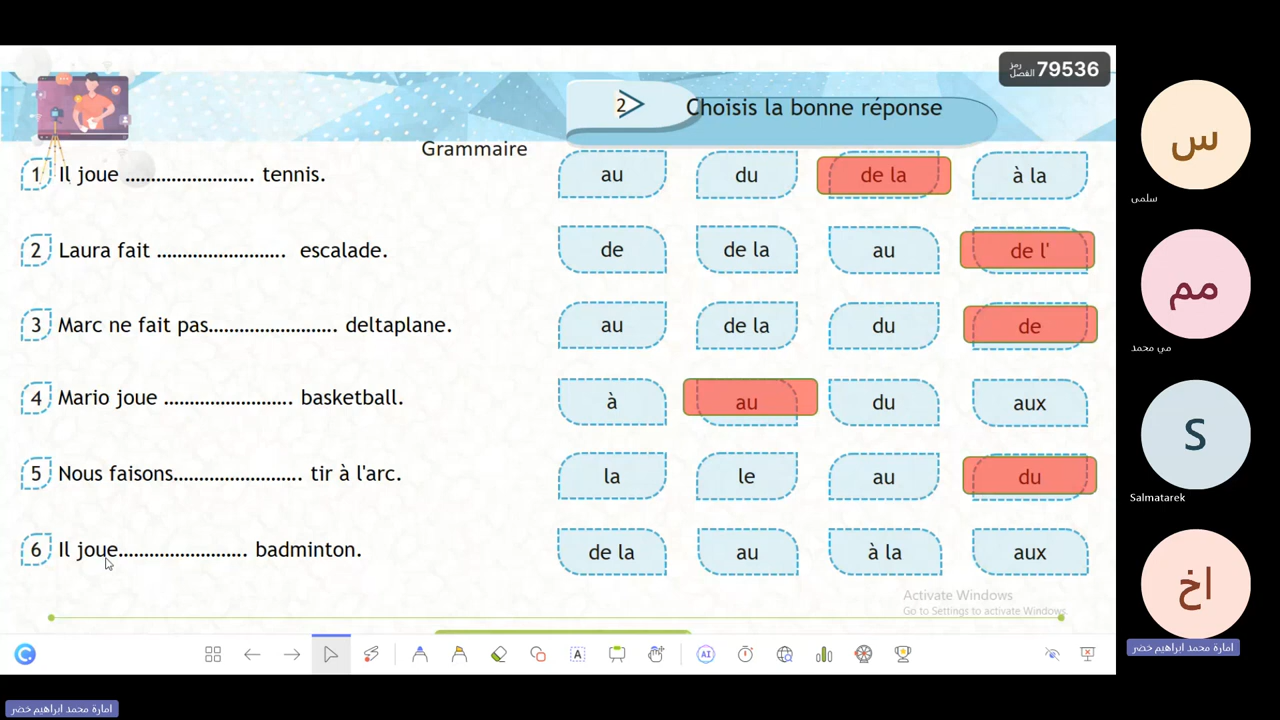 رمز الفصل 79536
2 Choisis la bonne réponse
Grammaire
1 Il joue ......................... tennis. au du de la à la
2 Laura fait ......................... escalade. de de la au de l'
3 Marc ne fait pas......................... deltaplane. au de la du de
4 Mario joue ......................... basketball. à au du aux
5 Nous faisons......................... tir à l'arc. la le au du
6 Il joue......................... badminton. de la au à la aux
Activate Windows
Go to Settings to activate Windows.
AI
س
سلمى
مم
مي محمد
S
Salmatarek
اخ
امارة محمد ابراهيم خضر
امارة محمد ابراهيم خضر